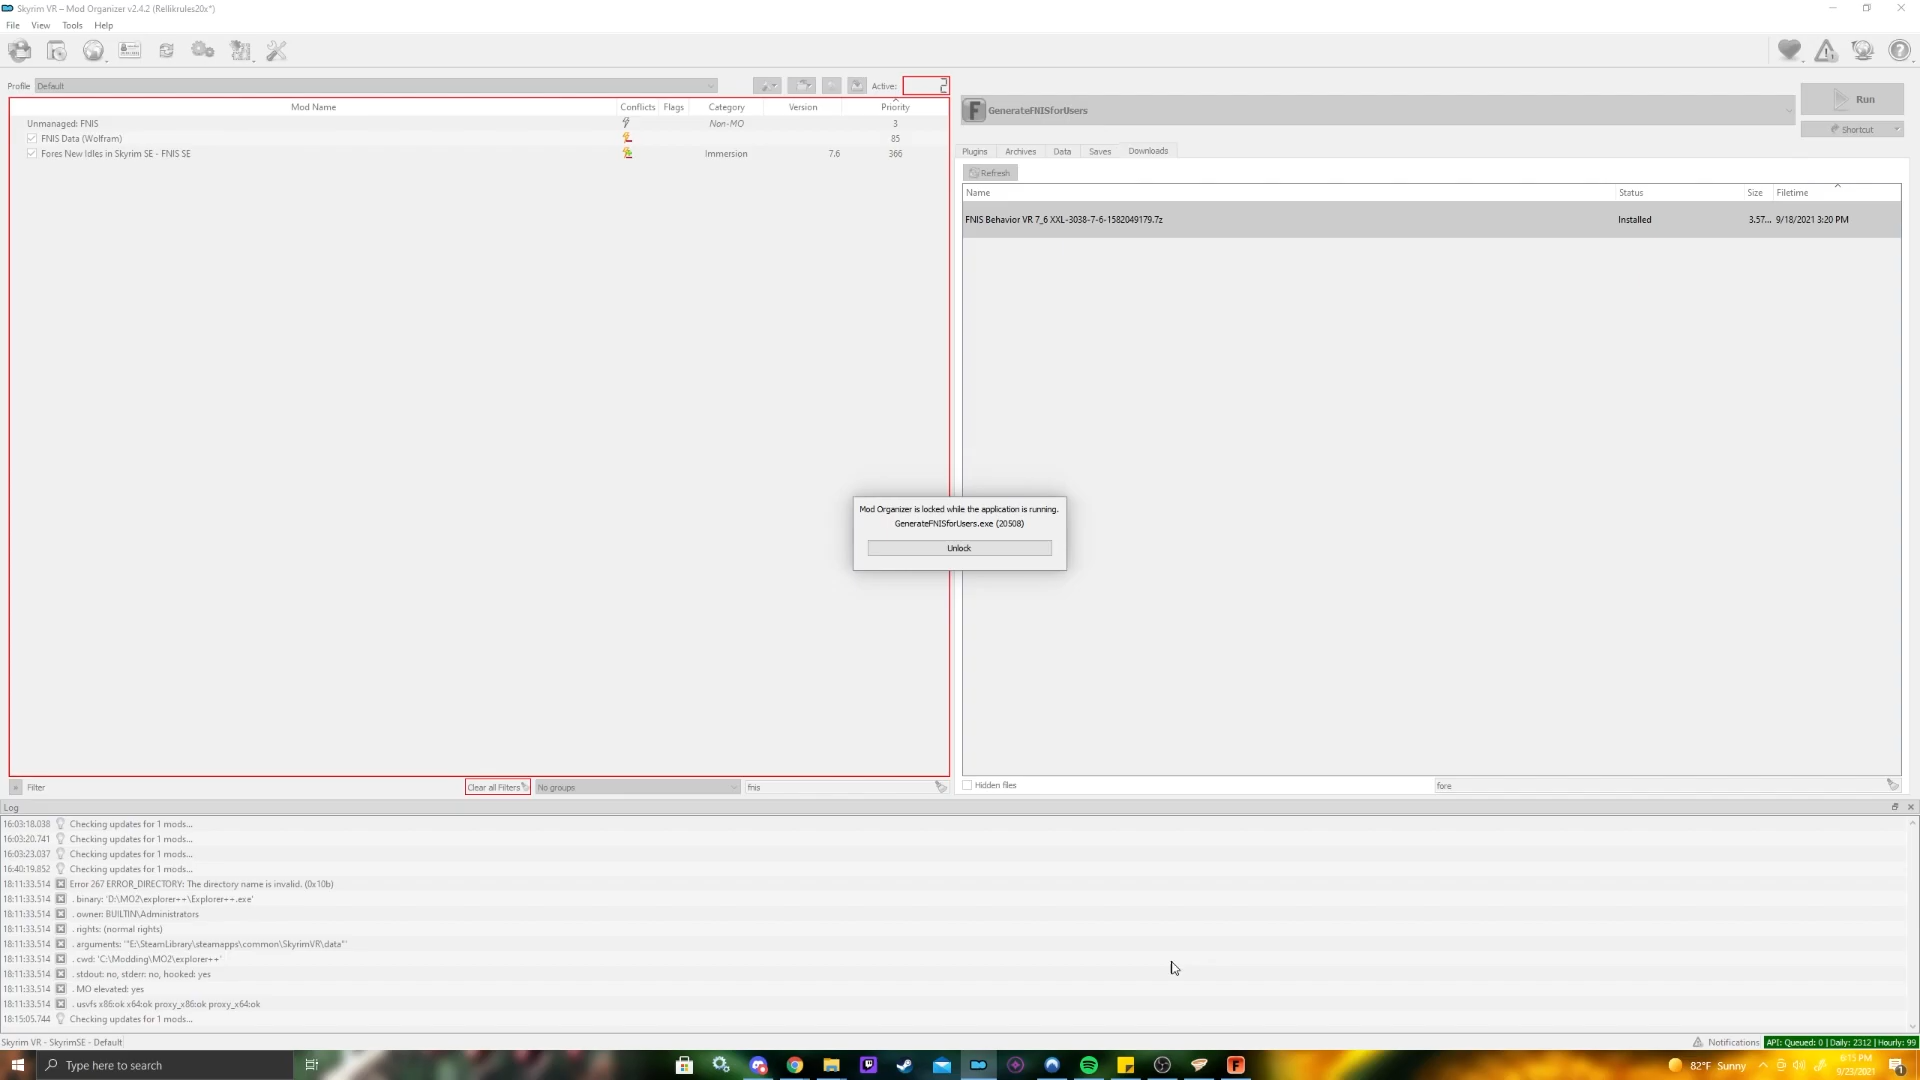 Skyrim VR – Mod Organizer v2.4.2 (Rellikrules20x*)
File View Tools Help
Profile Default Active: 2
Mod Name Conflicts Flags Category Version Priority
Unmanaged: FNIS Non-MO 3
FNIS Data (Wolfram) 85
Fores New Idles in Skyrim SE - FNIS SE Immersion 7.6 366
GenerateFNISforUsers
Run
Shortcut
Plugins Archives Data Saves Downloads
Refresh
Name Status Size Filetime
FNIS Behavior VR 7_6 XXL-3038-7-6-1582049179.7z Installed 3.57... 9/18/2021 3:20 PM
Mod Organizer is locked while the application is running.
GenerateFNISforUsers.exe (20508)
Unlock
Filter Clear all Filters No groups fnis
Hidden files fore
Log
16:03:18.038 Checking updates for 1 mods...
16:03:20.741 Checking updates for 1 mods...
16:03:23.037 Checking updates for 1 mods...
16:40:19.852 Checking updates for 1 mods...
18:11:33.514 Error 267 ERROR_DIRECTORY: The directory name is invalid. (0x10b)
18:11:33.514 . binary: 'D:\MO2\explorer++\Explorer++.exe'
18:11:33.514 . owner: BUILTIN\Administrators
18:11:33.514 . rights: (normal rights)
18:11:33.514 . arguments: '"E:\SteamLibrary\steamapps\common\SkyrimVR\data"'
18:11:33.514 . cwd: 'C:\Modding\MO2\explorer++'
18:11:33.514 . stdout: no, stderr: no, hooked: yes
18:11:33.514 . MO elevated: yes
18:11:33.514 . usvfs x86:ok x64:ok proxy_x86:ok proxy_x64:ok
18:15:05.744 Checking updates for 1 mods...
Skyrim VR - SkyrimSE - Default Notifications API: Queued: 0 | Daily: 2312 | Hourly: 99
Type here to search 82°F Sunny 6:15 PM
9/23/2021